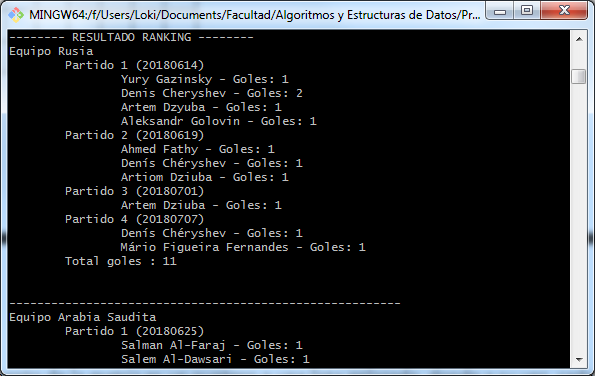 MINGW64:/f/Users/Loki/Documents/Facultad/Algoritmos y Estructuras de Datos/Pr...
-------- RESULTADO RANKING --------
Equipo Rusia
Partido 1 (20180614)
Yury Gazinsky - Goles: 1
Denis Cheryshev - Goles: 2
Artem Dzyuba - Goles: 1
Aleksandr Golovin - Goles: 1
Partido 2 (20180619)
Ahmed Fathy - Goles: 1
Denís Chéryshev - Goles: 1
Artiom Dziuba - Goles: 1
Partido 3 (20180701)
Artem Dziuba - Goles: 1
Partido 4 (20180707)
Denís Chéryshev - Goles: 1
Mário Figueira Fernandes - Goles: 1
Total goles : 11
--------------------------------------------------------
Equipo Arabia Saudita
Partido 1 (20180625)
Salman Al-Faraj - Goles: 1
Salem Al-Dawsari - Goles: 1